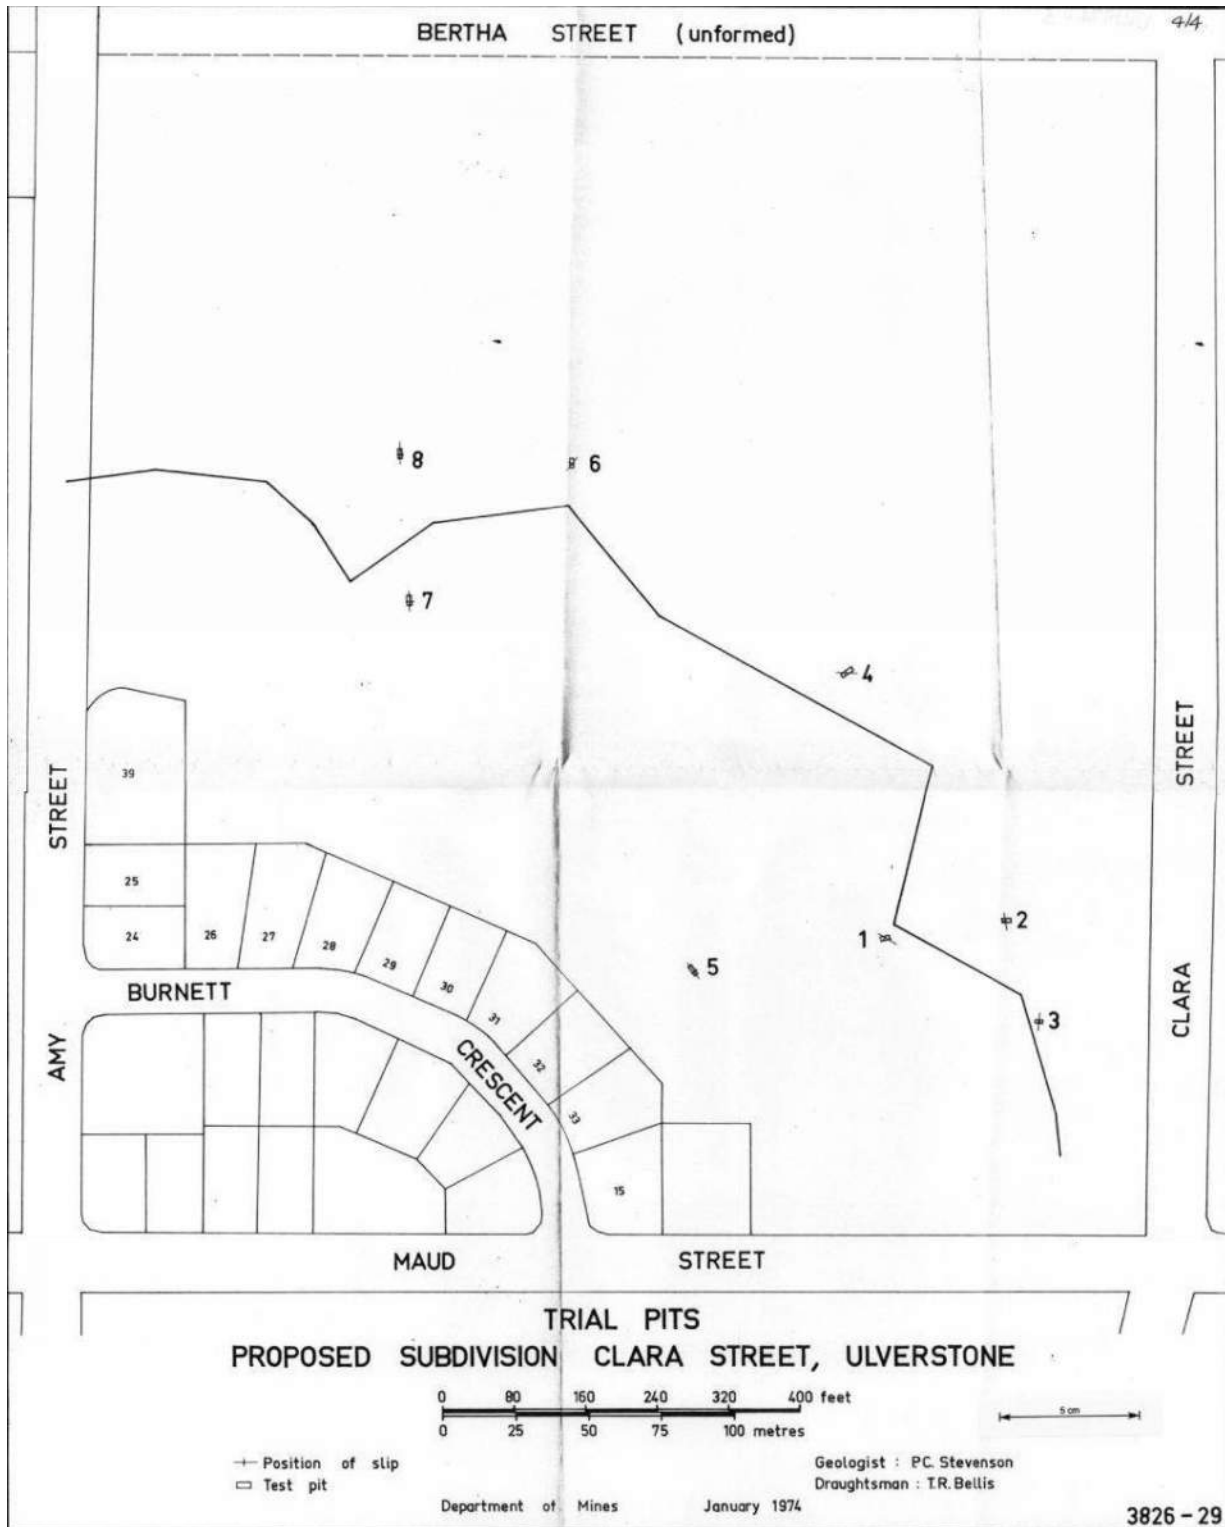 4/4
BERTHA STREET (unformed)
8
6
7
4
STREET
39
STREET
25
24
26
27
28
29
30
31
32
33
15
1
2
5
3
BURNETT
CRESCENT
AMY
CLARA
MAUD STREET
TRIAL PITS
PROPOSED SUBDIVISION CLARA STREET, ULVERSTONE
0 80 160 240 320 400 feet
0 25 50 75 100 metres
5 cm
Position of slip
Test pit
Geologist : P.C. Stevenson
Draughtsman : T.R. Bellis
Department of Mines January 1974
3826-29